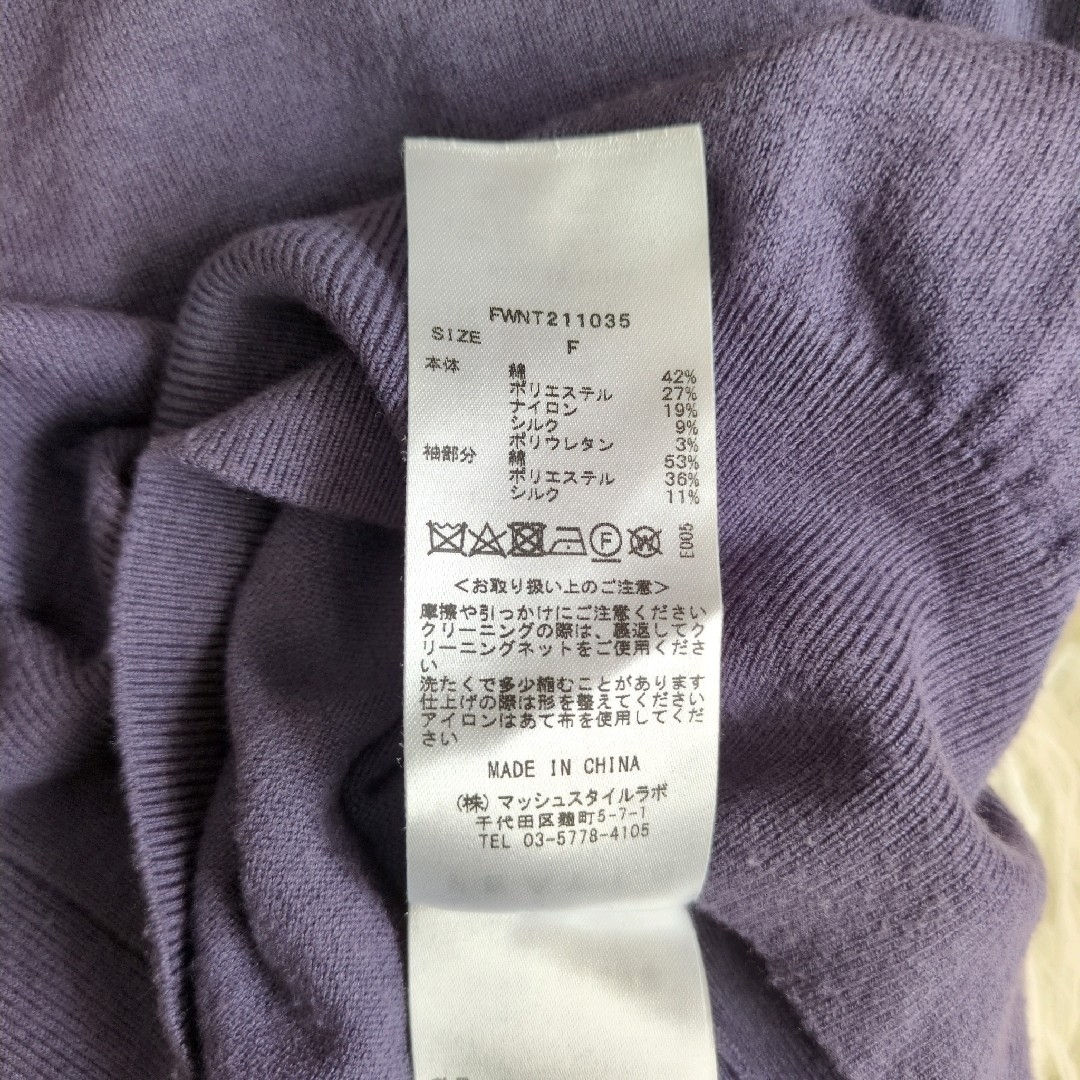 FWNT211035
SIZE F
本体 綿 42%
ポリエステル 27%
ナイロン 19%
シルク 9%
ポリウレタン 3%
袖部分 綿 53%
ポリエステル 36%
シルク 11%
F W E005
<お取り扱い上のご注意>
摩擦や引っかけにご注意ください
クリーニングの際は、裏返してク
リーニングネットをご使用くださ
い
洗たくで多少縮むことがあります
仕上げの際は形を整えてください
アイロンはあて布を使用してくだ
さい
MADE IN CHINA
(株)マッシュスタイルラボ
千代田区麹町5-7-1
TEL 03-5778-4105